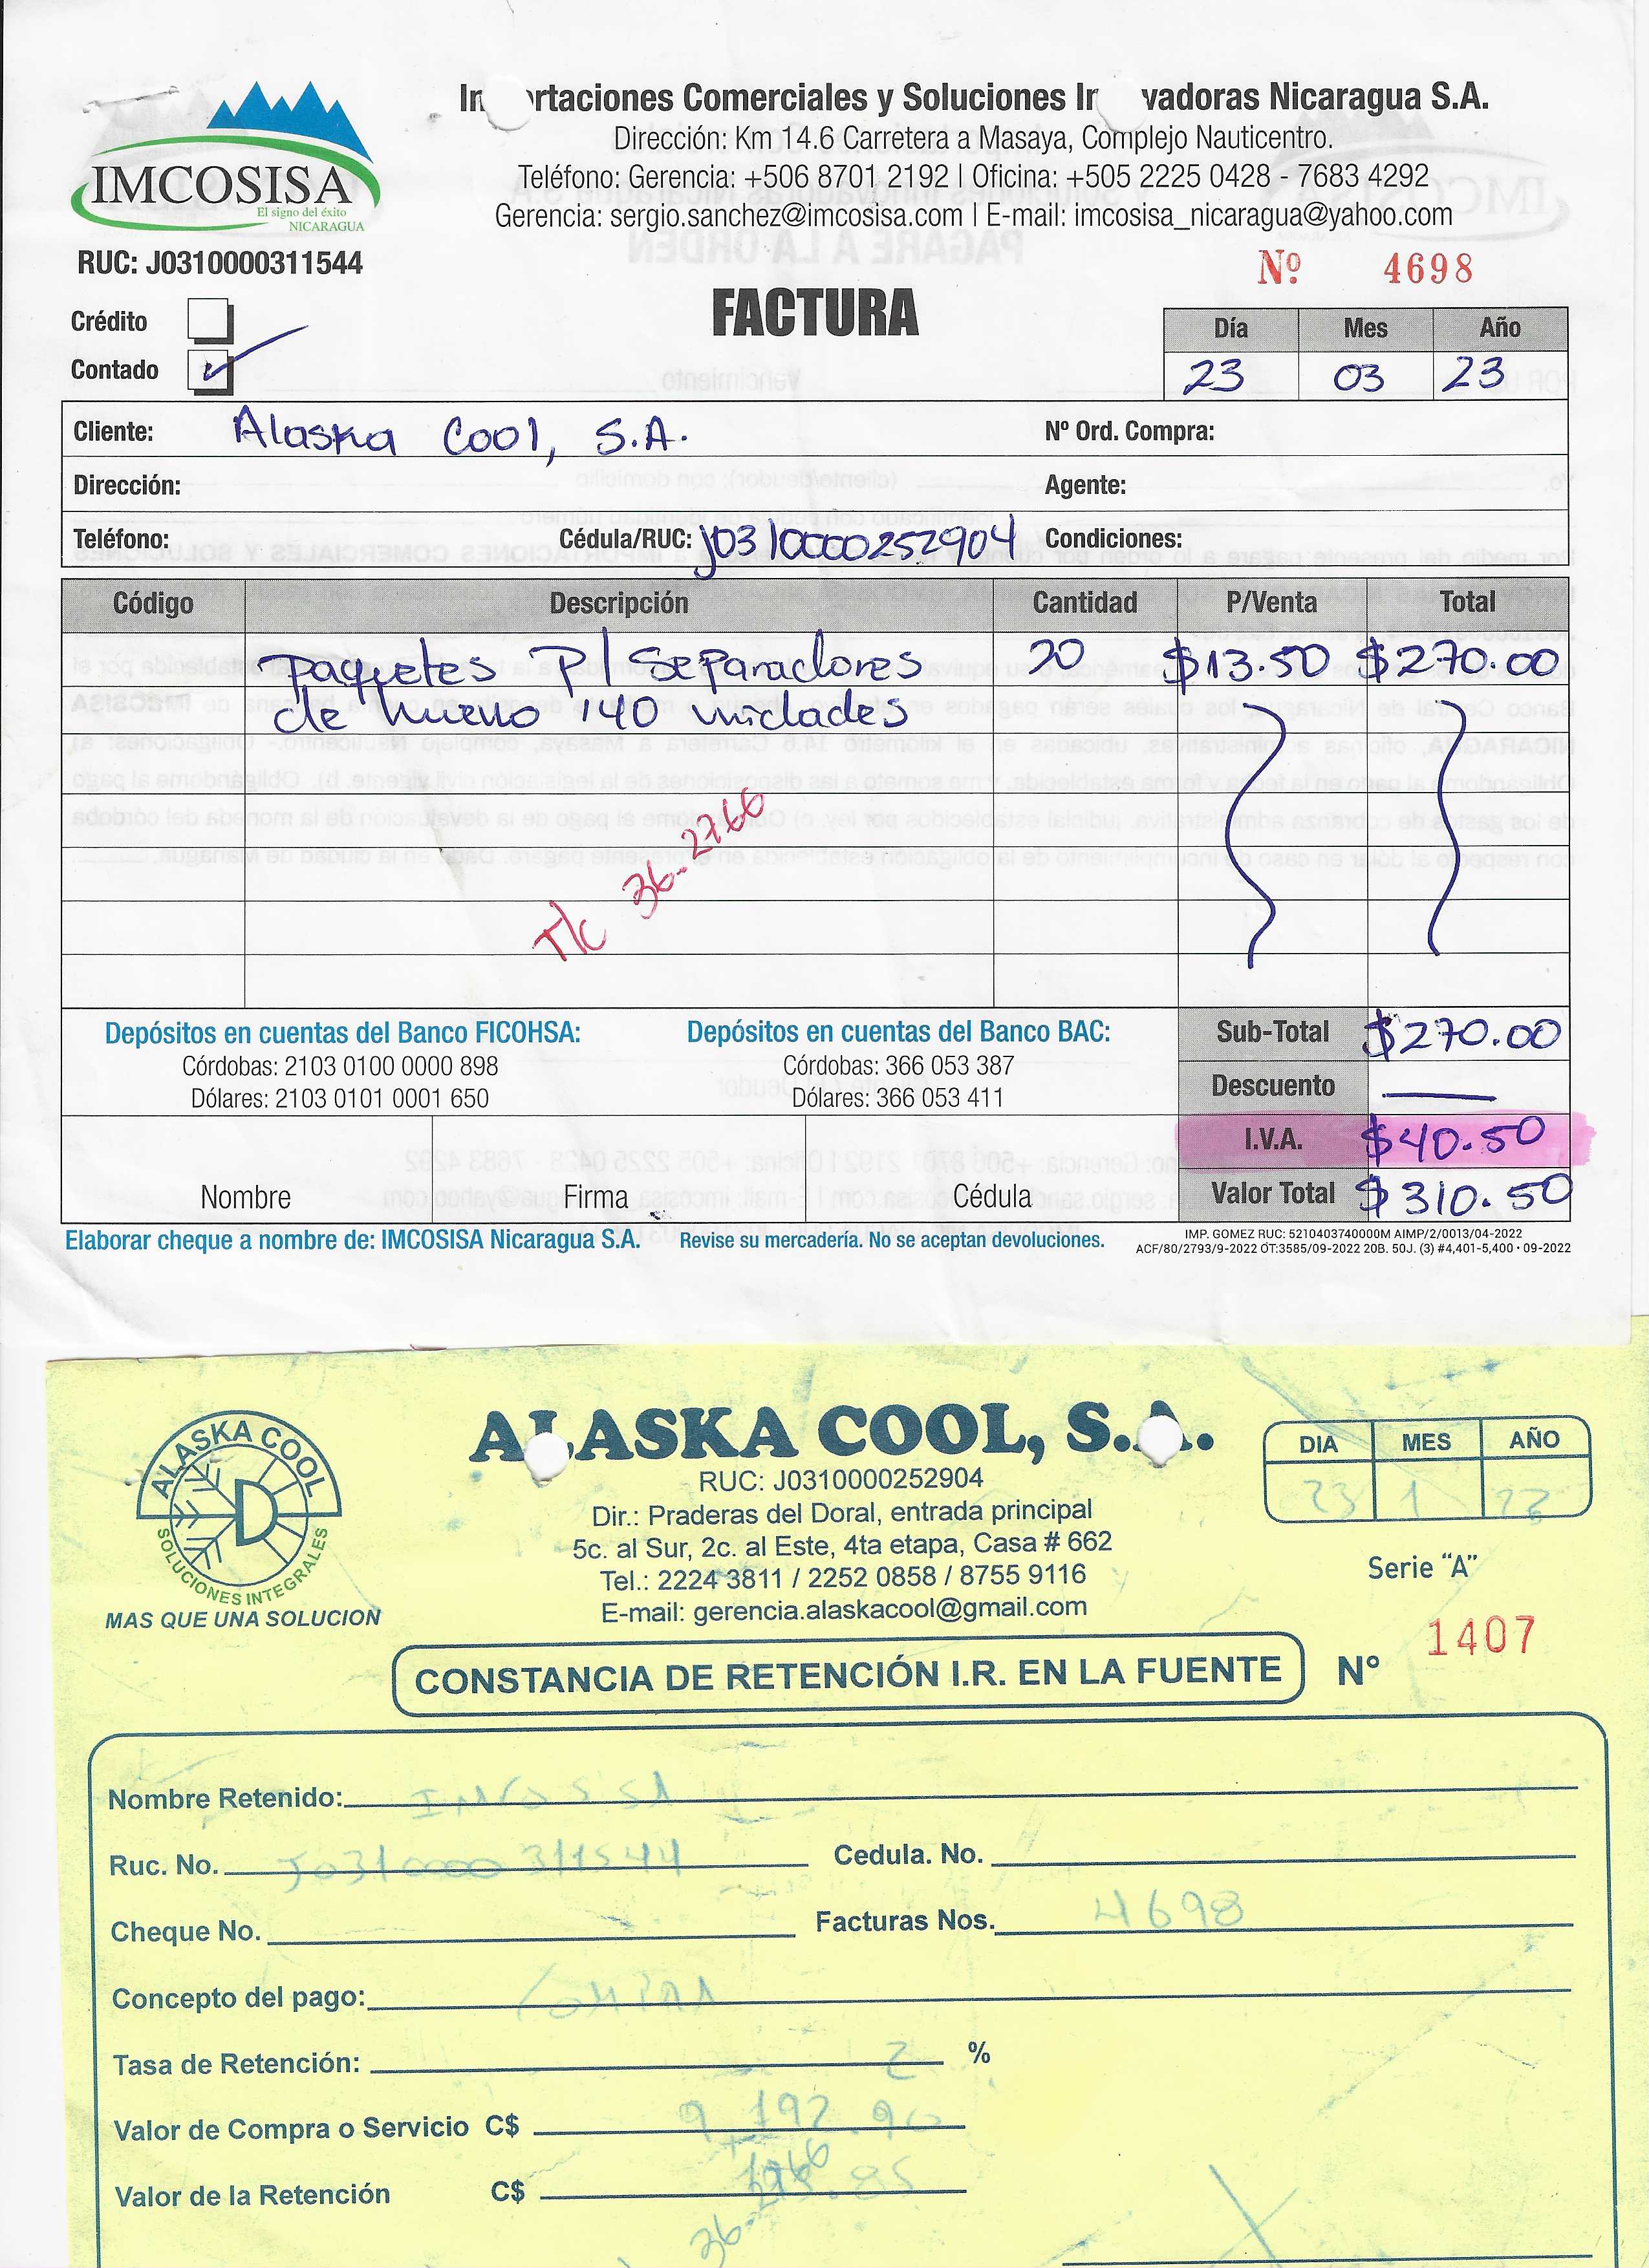 Im rtaciones Comerciales y Soluciones In vadoras Nicaragua S.A.
Dirección: Km 14.6 Carretera a Masaya, Complejo Nauticentro.
Teléfono: Gerencia: +506 8701 2192 | Oficina: +505 2225 0428 - 7683 4292
Gerencia: sergio.sanchez@imcosisa.com | E-mail: imcosisa_nicaragua@yahoo.com
IMCOSISA
El signo del éxito
NICARAGUA
RUC: J0310000311544
Nº 4698
FACTURA
Crédito
Contado ✓
Día Mes Año
23 03 23
Cliente: Alaska Cool, S.A. Nº Ord. Compra:
Dirección: Agente:
Teléfono: Cédula/RUC: J0310000252904 Condiciones:
Código Descripción Cantidad P/Venta Total
Paquetes P/ Separadores 20 $13.50 $270.00
de huevo 140 unidades
T/C 36.2766
Depósitos en cuentas del Banco FICOHSA: Depósitos en cuentas del Banco BAC: Sub-Total $270.00
Córdobas: 2103 0100 0000 898 Córdobas: 366 053 387
Dólares: 2103 0101 0001 650 Dólares: 366 053 411 Descuento —
I.V.A. $40.50
Nombre Firma Cédula Valor Total $310.50
Elaborar cheque a nombre de: IMCOSISA Nicaragua S.A. Revise su mercadería. No se aceptan devoluciones.
IMP. GOMEZ RUC: 5210403740000M AIMP/2/0013/04-2022
ACF/80/2793/9-2022 OT:3585/09-2022 20B. 50J. (3) #4,401-5,400 • 09-2022
ALASKA COOL, S.A.
RUC: J0310000252904
Dir.: Praderas del Doral, entrada principal
5c. al Sur, 2c. al Este, 4ta etapa, Casa # 662
Tel.: 2224 3811 / 2252 0858 / 8755 9116
E-mail: gerencia.alaskacool@gmail.com
ALASKA COOL
SOLUCIONES INTEGRALES
MAS QUE UNA SOLUCION
DIA MES AÑO
23
Serie "A"
CONSTANCIA DE RETENCIÓN I.R. EN LA FUENTE N° 1407
Nombre Retenido:
Ruc. No. J0310000311544 Cedula. No.
Cheque No. Facturas Nos. 4698
Concepto del pago: COMPRA
Tasa de Retención: 2 %
Valor de Compra o Servicio C$ 9,192.90
Valor de la Retención C$
36.